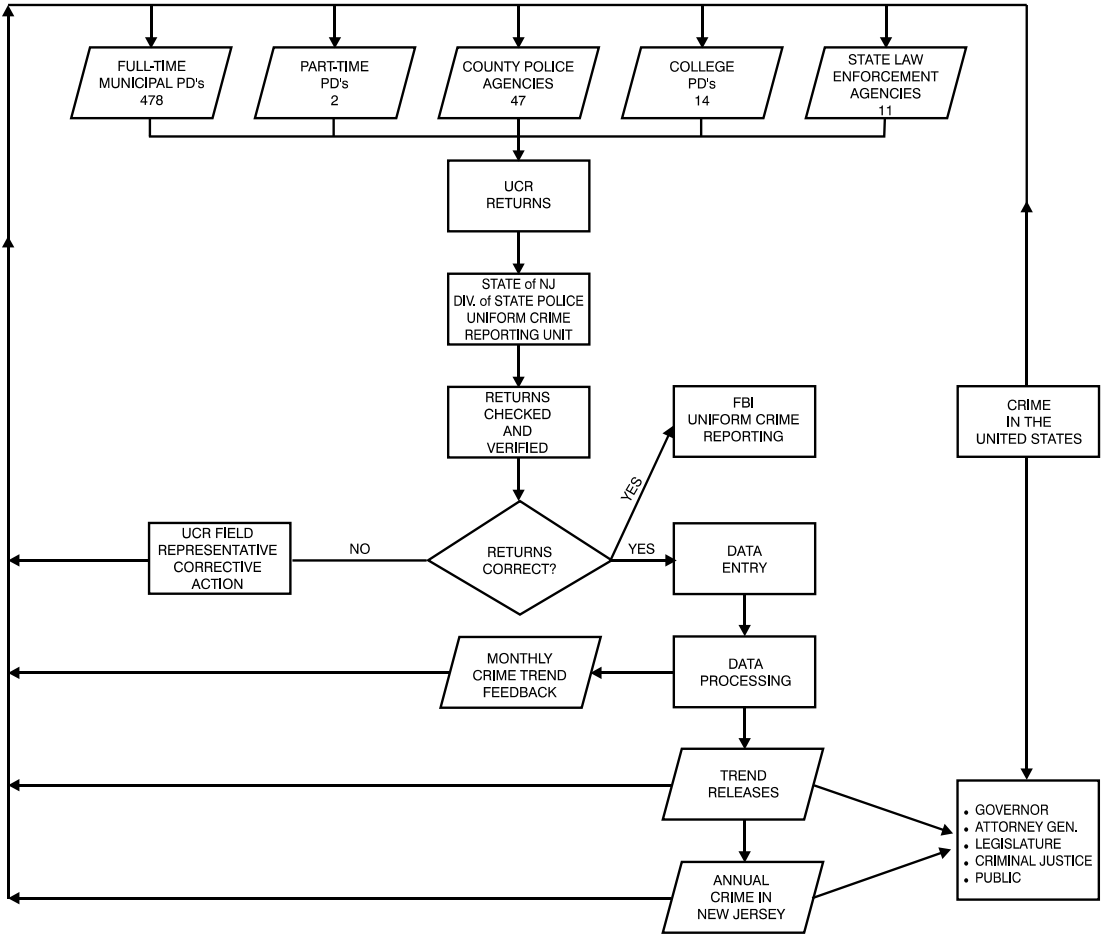 FULL-TIME
MUNICIPAL PD's
478
PART-TIME
PD's
2
COUNTY POLICE
AGENCIES
47
COLLEGE
PD's
14
STATE LAW
ENFORCEMENT
AGENCIES
11
UCR
RETURNS
STATE of NJ
DIV. of STATE POLICE
UNIFORM CRIME
REPORTING UNIT
RETURNS
CHECKED
AND
VERIFIED
FBI
UNIFORM CRIME
REPORTING
CRIME
IN THE
UNITED STATES
YES
UCR FIELD
REPRESENTATIVE
CORRECTIVE
ACTION
NO
RETURNS
CORRECT?
YES
DATA
ENTRY
MONTHLY
CRIME TREND
FEEDBACK
DATA
PROCESSING
TREND
RELEASES
• GOVERNOR
• ATTORNEY GEN.
• LEGISLATURE
• CRIMINAL JUSTICE
• PUBLIC
ANNUAL
CRIME IN
NEW JERSEY